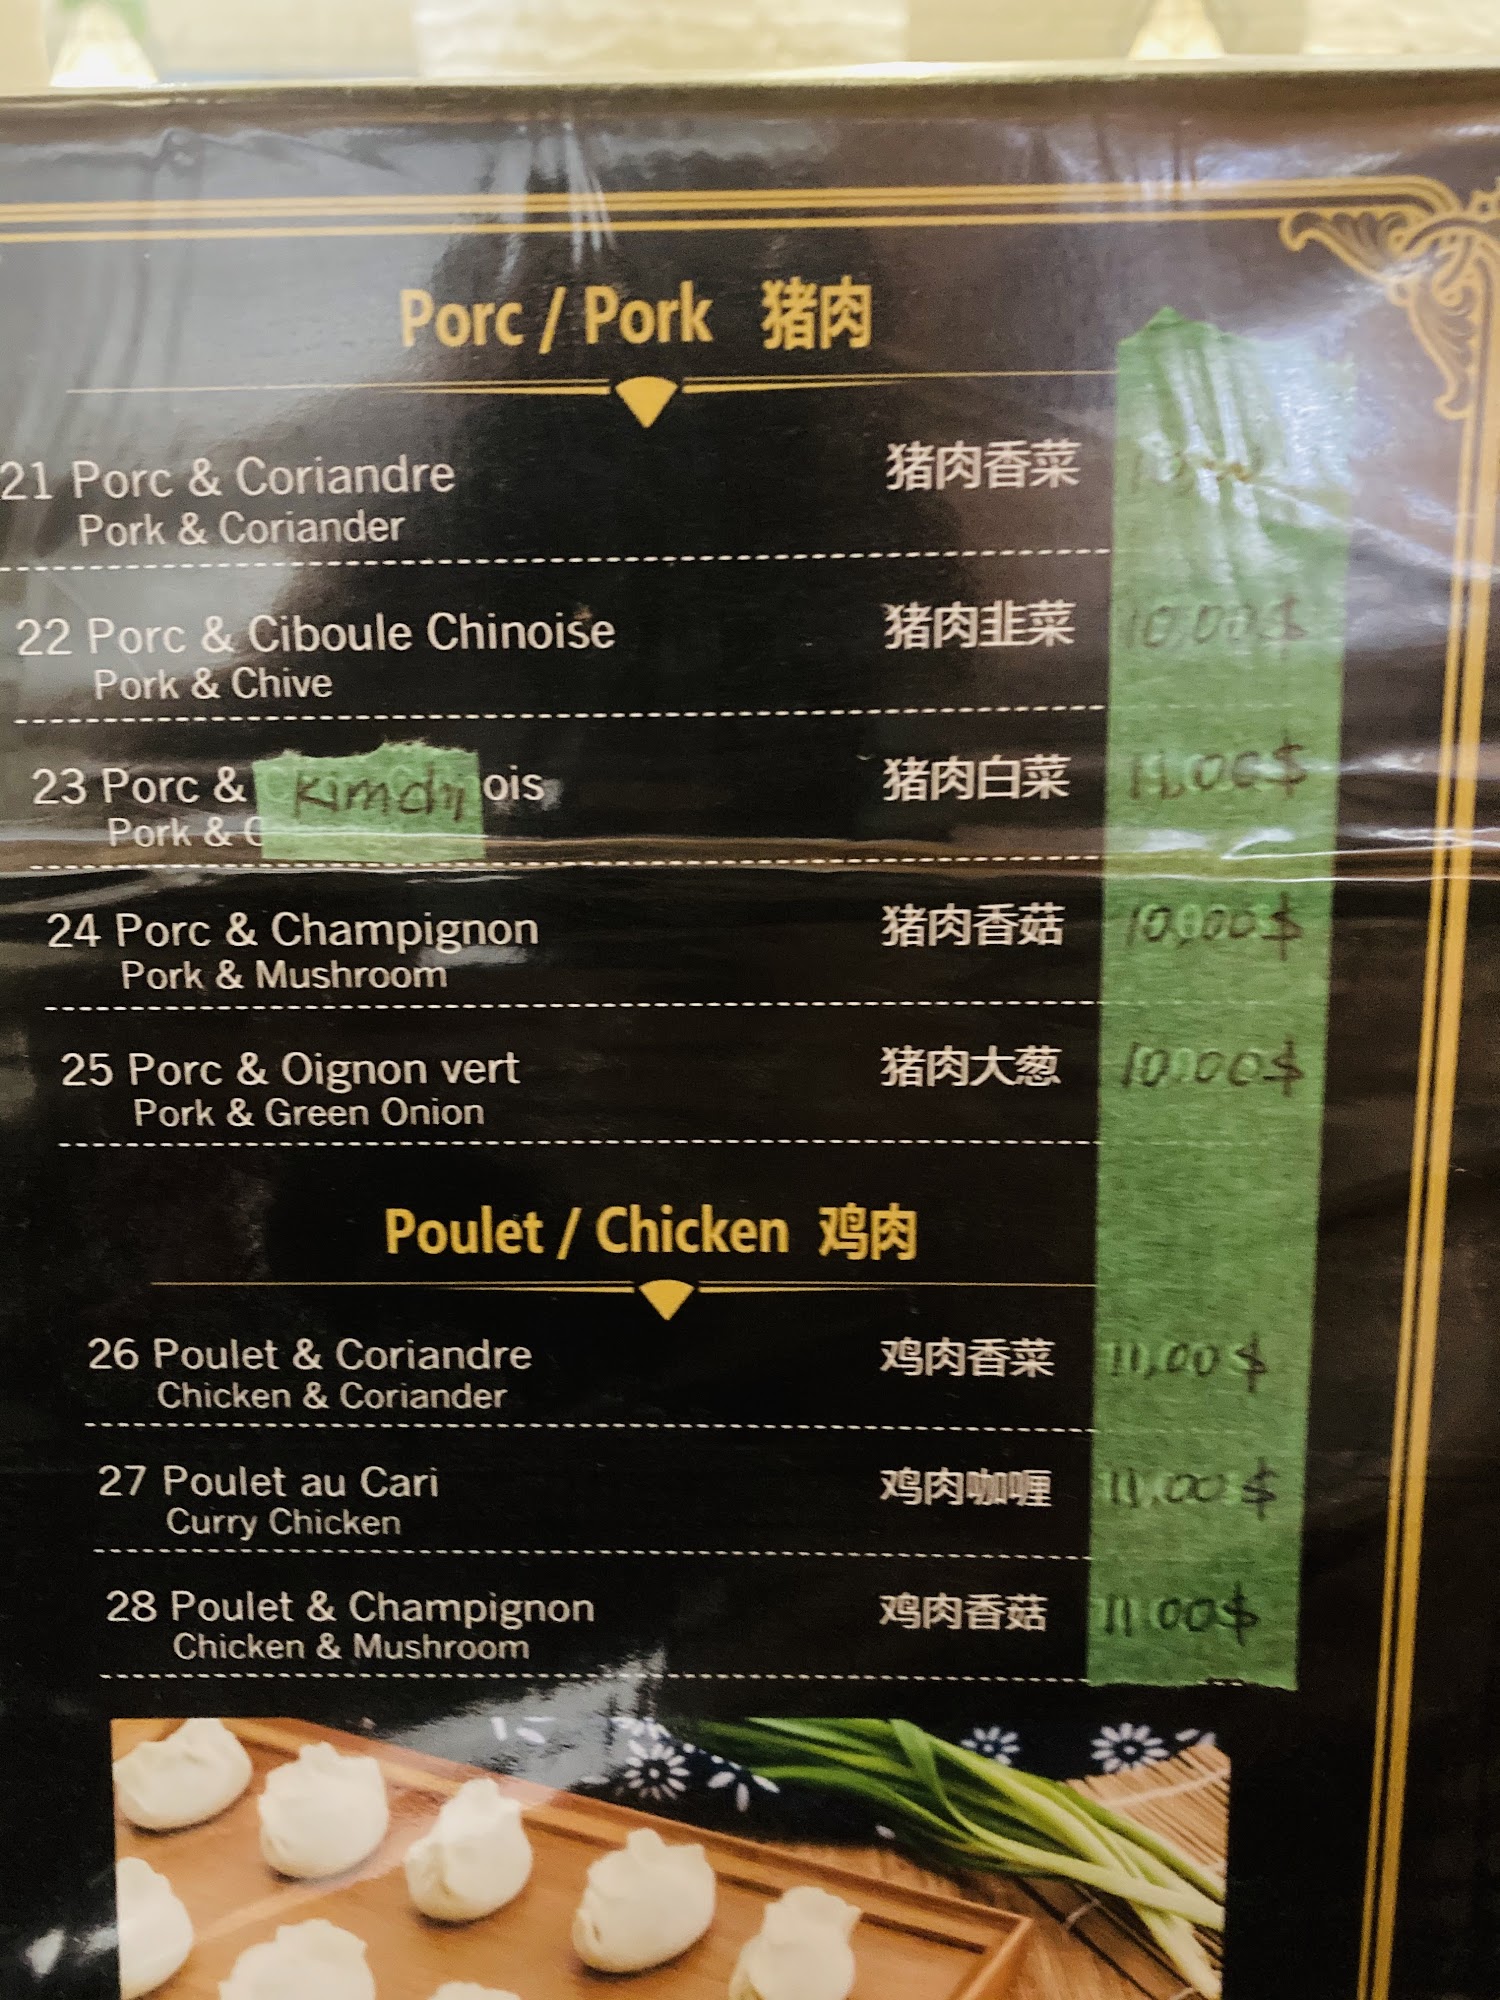 Porc / Pork 猪肉
21 Porc & Coriandre 猪肉香菜
Pork & Coriander
22 Porc & Ciboule Chinoise 猪肉韭菜 10.00$
Pork & Chive
23 Porc & Kimchi ois 猪肉白菜 11.00$
Pork & C
24 Porc & Champignon 猪肉香菇 10.00$
Pork & Mushroom
25 Porc & Oignon vert 猪肉大葱 10.00$
Pork & Green Onion
Poulet / Chicken 鸡肉
26 Poulet & Coriandre 鸡肉香菜 11.00$
Chicken & Coriander
27 Poulet au Cari 鸡肉咖喱 11.00$
Curry Chicken
28 Poulet & Champignon 鸡肉香菇 11.00$
Chicken & Mushroom